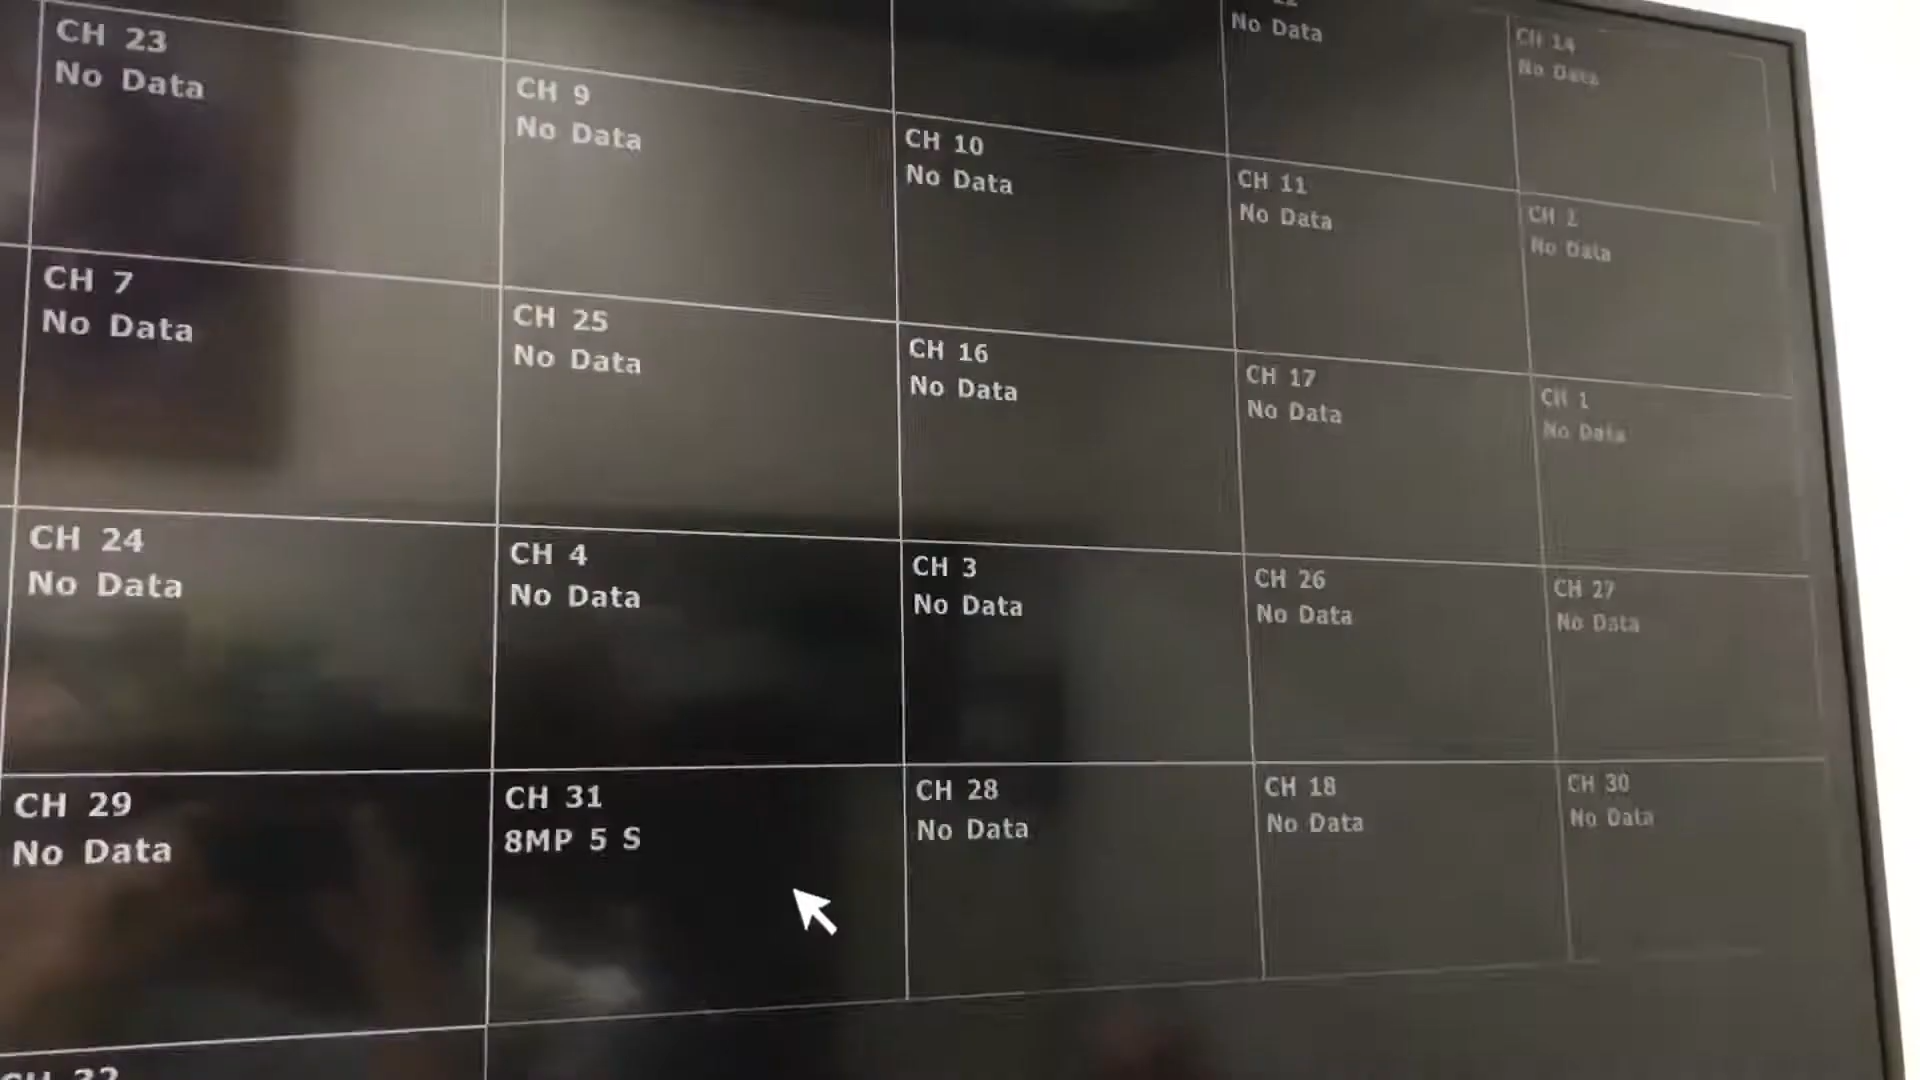 CH 23
No Data
CH 9
No Data
CH 10
No Data
No Data
CH 14
No Data
CH 11
No Data
CH 2
No Data
CH 7
No Data
CH 25
No Data
CH 16
No Data
CH 17
No Data
CH 1
No Data
CH 24
No Data
CH 4
No Data
CH 3
No Data
CH 26
No Data
CH 27
No Data
CH 29
No Data
CH 31
8MP 5 S
CH 28
No Data
CH 18
No Data
CH 30
No Data
CH 32